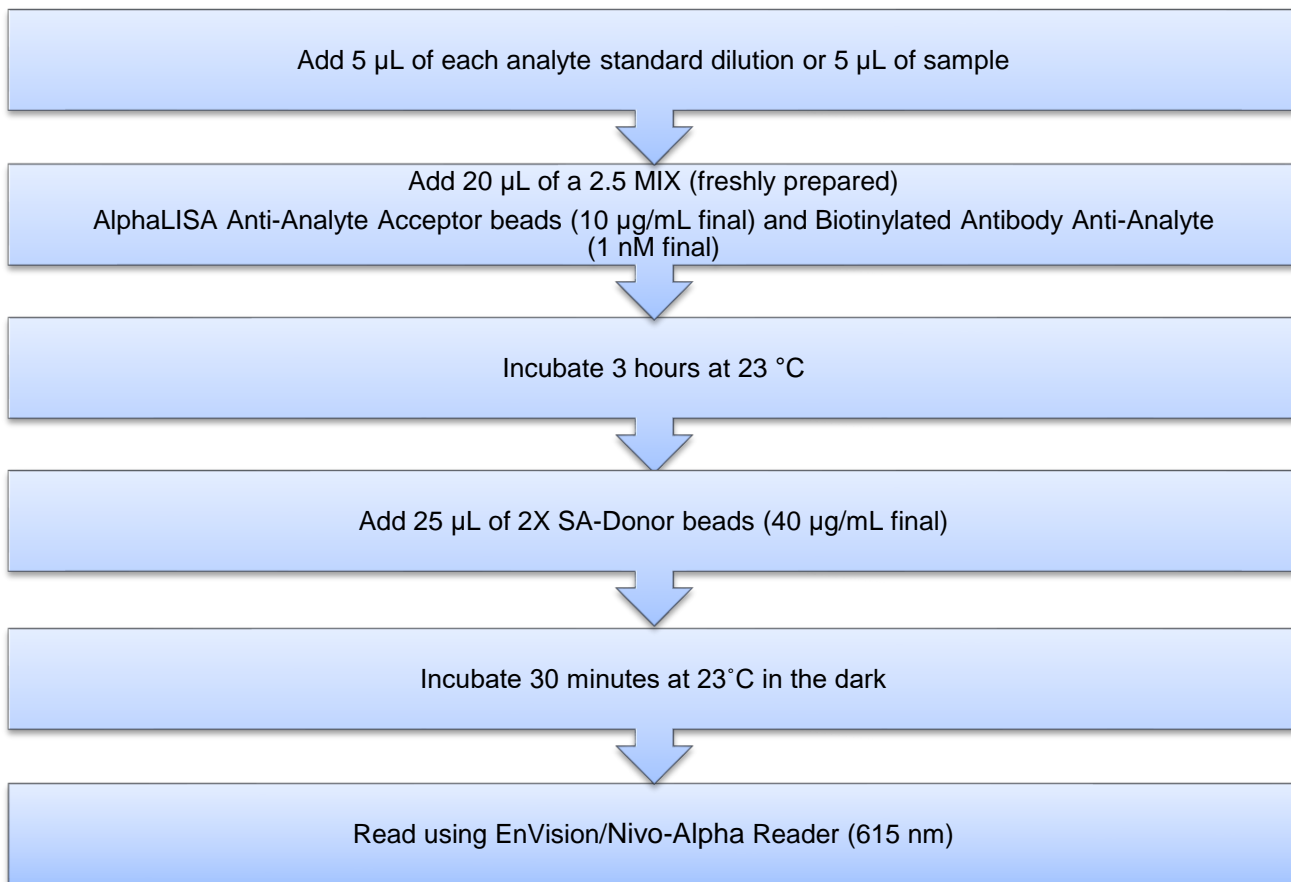 Add 5 µL of each analyte standard dilution or 5 µL of sample
Add 20 µL of a 2.5 MIX (freshly prepared)
AlphaLISA Anti-Analyte Acceptor beads (10 µg/mL final) and Biotinylated Antibody Anti-Analyte
(1 nM final)
Incubate 3 hours at 23 °C
Add 25 µL of 2X SA-Donor beads (40 µg/mL final)
Incubate 30 minutes at 23˚C in the dark
Read using EnVision/Nivo-Alpha Reader (615 nm)